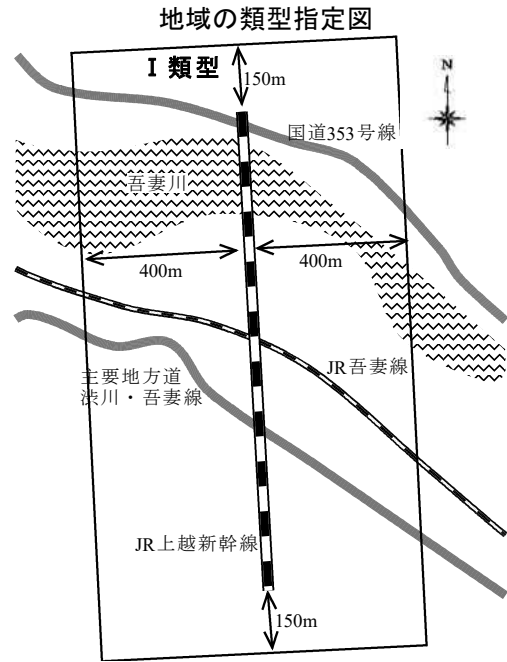 地域の類型指定図
Ⅰ 類型
150m
N
国道353号線
吾妻川
400m
400m
JR吾妻線
主要地方道
渋川・吾妻線
JR上越新幹線
150m